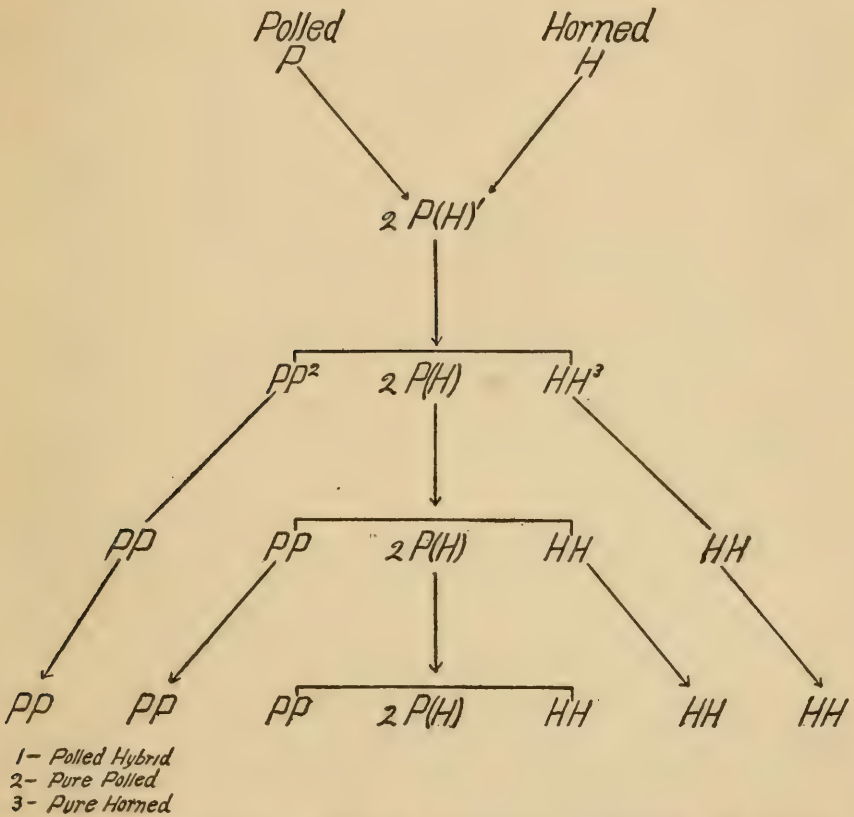 Polled Horned
P H
2 P(H)¹
PP² 2 P(H) HH³
PP PP 2 P(H) HH HH
PP PP PP 2 P(H) HH HH HH
1- Polled Hybrid
2- Pure Polled
3- Pure Horned